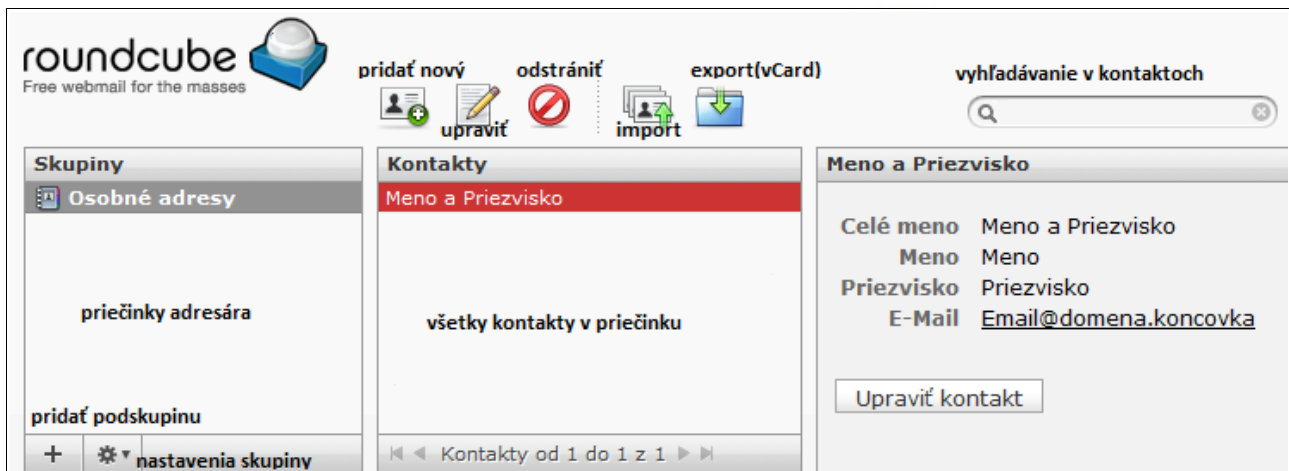 roundcube
Free webmail for the masses
pridať nový
odstrániť
export(vCard)
vyhľadávanie v kontaktoch
upraviť
import
Skupiny
Osobné adresy
priečinky adresára
pridať podskupinu
+
nastavenia skupiny
Kontakty
Meno a Priezvisko
všetky kontakty v priečinku
Kontakty od 1 do 1 z 1
Meno a Priezvisko
Celé meno Meno a Priezvisko
Meno Meno
Priezvisko Priezvisko
E-Mail Email@domena.koncovka
Upraviť kontakt